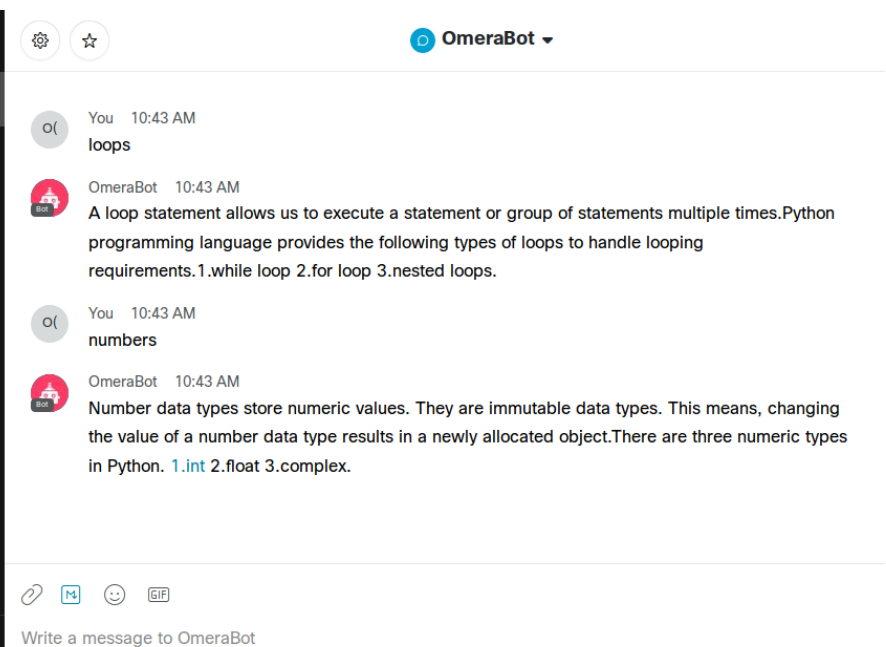 OmeraBot
You 10:43 AM
O(
loops
OmeraBot 10:43 AM
Bot
A loop statement allows us to execute a statement or group of statements multiple times.Python
programming language provides the following types of loops to handle looping
requirements.1.while loop 2.for loop 3.nested loops.
You 10:43 AM
O(
numbers
OmeraBot 10:43 AM
Bot
Number data types store numeric values. They are immutable data types. This means, changing
the value of a number data type results in a newly allocated object.There are three numeric types
in Python. 1.int 2.float 3.complex.
M GIF
Write a message to OmeraBot